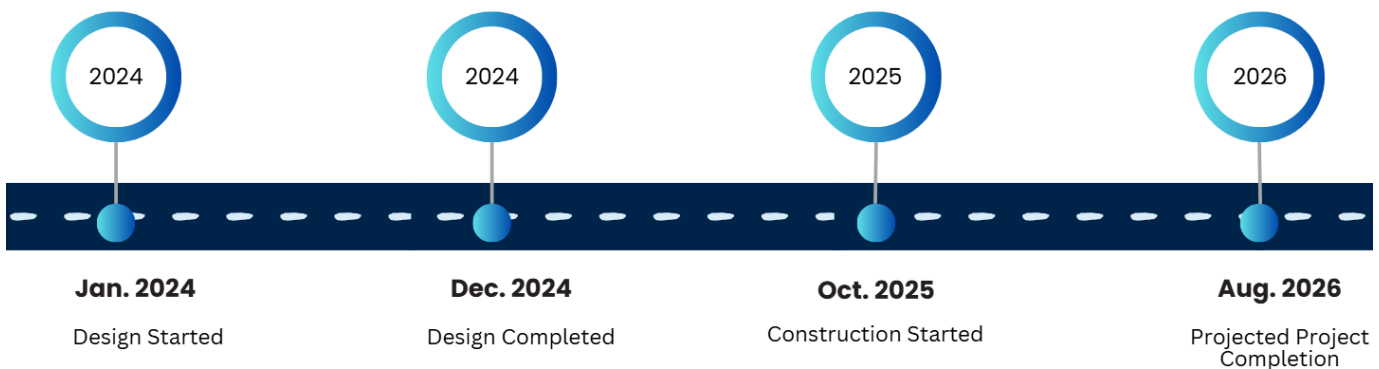 2024
2024
2025
2026
Jan. 2024
Dec. 2024
Oct. 2025
Aug. 2026
Design Started
Design Completed
Construction Started
Projected Project
Completion